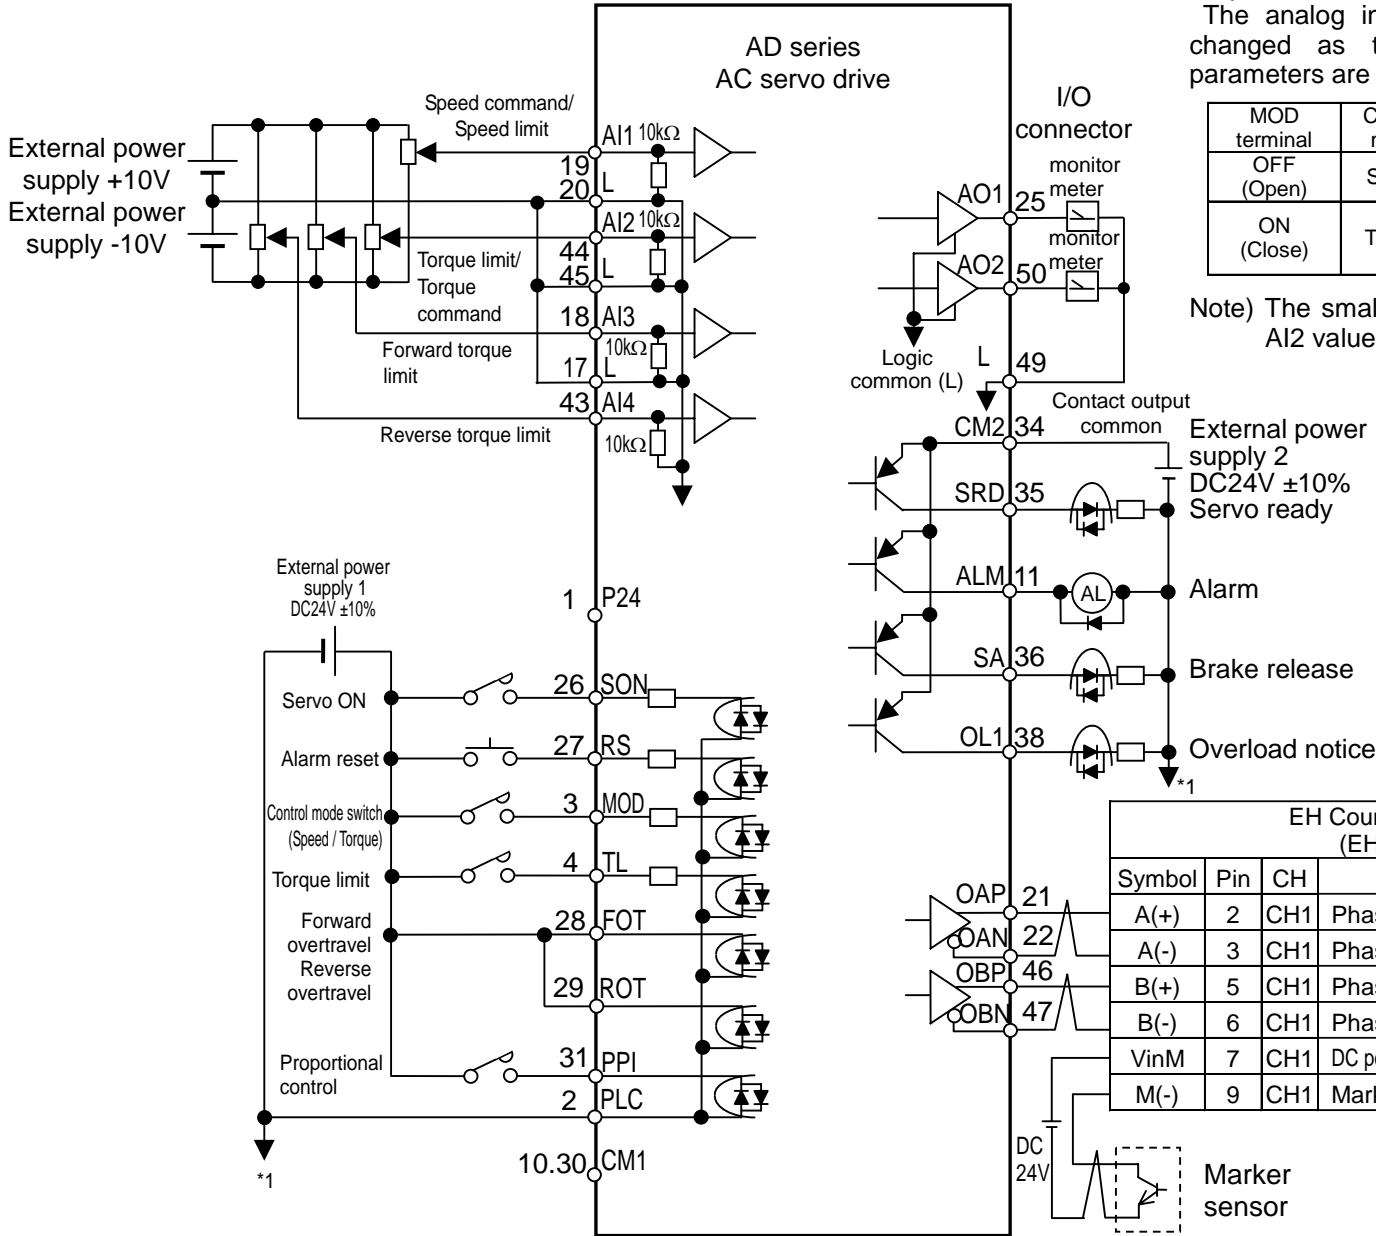 AD series
AC servo drive
The analog
changed as
parameters are
I/O
connector
MOD
terminal
OFF
(Open)
ON
(Close)
Note) The
AI2 value
External power
supply +10V
External power
supply -10V
Speed command/
Speed limit
AI1 10kΩ
19
20 L
AI2 10kΩ
44
45 L
Torque limit/
Torque
command
18 AI3
10kΩ
Forward torque
limit
17 L
43 AI4
10kΩ
Reverse torque limit
AO1 25
monitor
meter
AO2 50
monitor
meter
Logic
common (L)
L 49
Contact output
common
CM2 34
External power
supply 2
DC24V ±10%
SRD 35
Servo ready
ALM 11
AL
Alarm
SA 36
Brake release
OL1 38
Overload notice
*1
External power
supply 1
DC24V ±10%
1 P24
Servo ON
26 SON
Alarm reset
27 RS
Control mode switch
(Speed / Torque)
3 MOD
Torque limit
4 TL
Forward
overtravel
28 FOT
Reverse
overtravel
29 ROT
Proportional
control
31 PPI
2 PLC
10.30 CM1
*1
OAP 21
OAN 22
OBP 46
OBN 47
EH
(EH
Symbol Pin CH
A(+) 2 CH1
A(-) 3 CH1
B(+) 5 CH1
B(-) 6 CH1
VinM 7 CH1 DC
M(-) 9 CH1
DC
24V
Marker
sensor